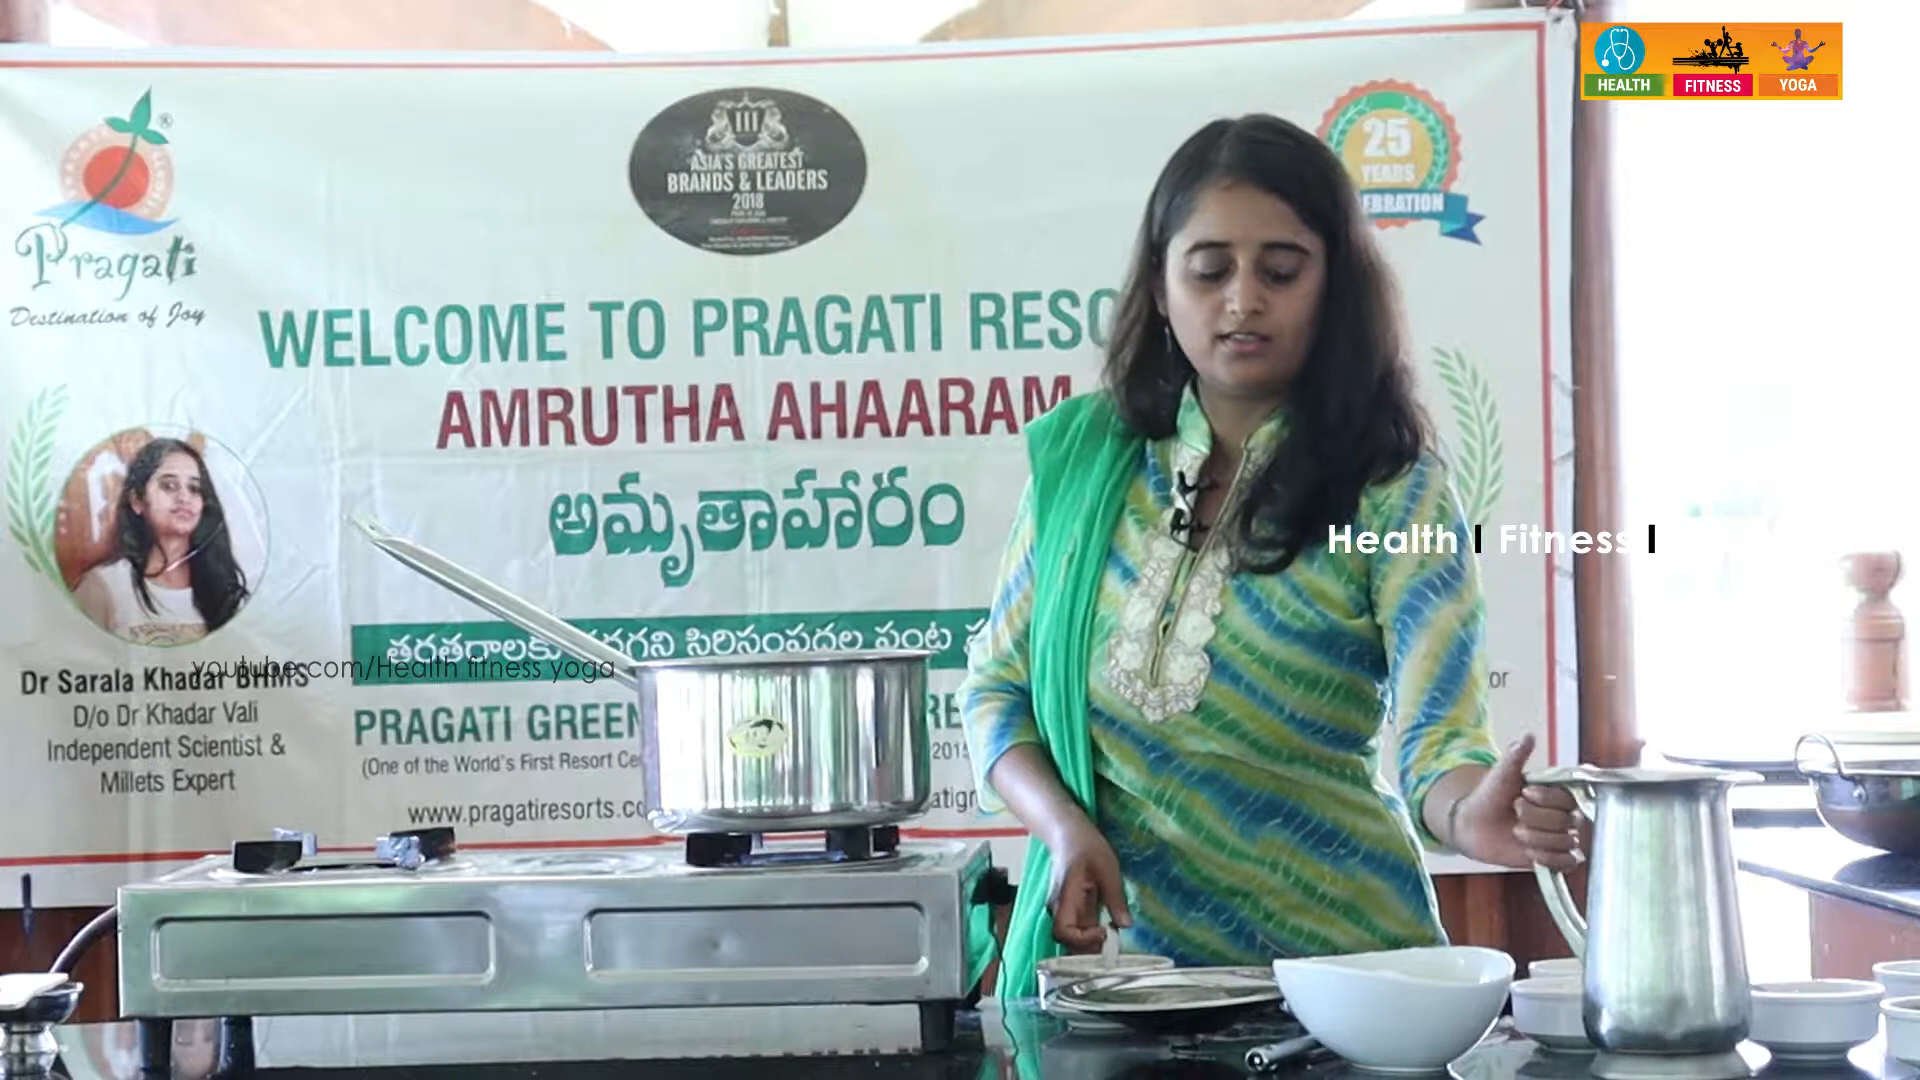 HEALTH FITNESS YOGA
Pragati
Destination of Joy
ASIA'S GREATEST
BRANDS & LEADERS
2018
25
YEARS
WELCOME TO PRAGATI
AMRUTHA AHAARAM
అమృతాహారం
సిరిసంపదల పంట
Health I Fitness I
youtube.com/Health fitness yoga
Dr Sarala Khadar BHMS
D/o Dr Khadar Vali
Independent Scientist &
Millets Expert
PRAGATI GREEN
(One of the World's First Resort
2015
www.pragatiresorts.co